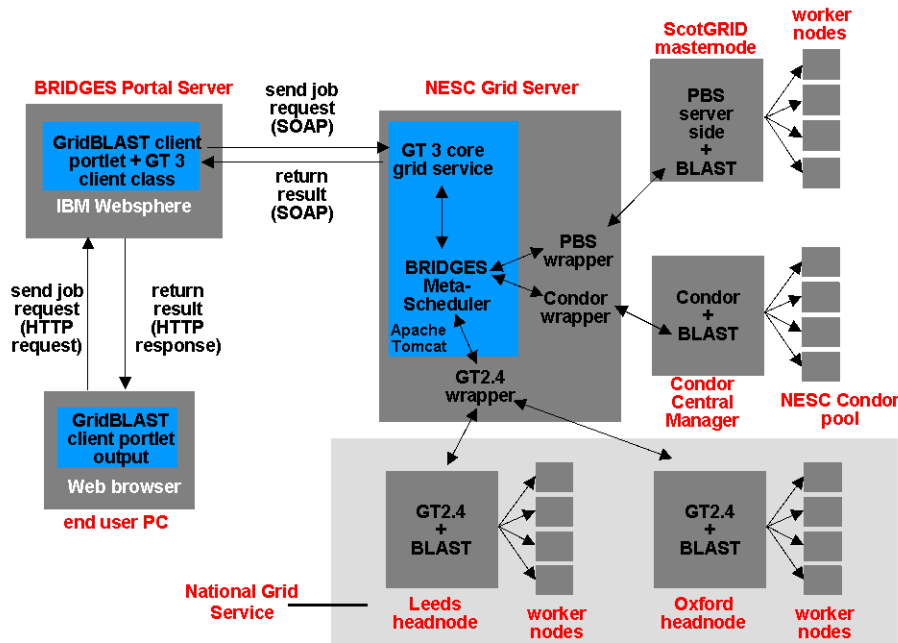 ScotGRID
masternode
worker
nodes
BRIDGES Portal Server
send job
request
(SOAP)
NESC Grid Server
GridBLAST client
portlet + GT 3
client class
IBM Websphere
return
result
(SOAP)
GT 3 core
grid service
PBS
server
side
+
BLAST
PBS
wrapper
BRIDGES
Meta-
Scheduler
Condor
wrapper
Apache
Tomcat
GT2.4
wrapper
Condor
+
BLAST
Condor
Central
Manager
NESC Condor
pool
send job
request
(HTTP
request)
return
result
(HTTP
response)
GridBLAST
client portlet
output
Web browser
end user PC
GT2.4
+
BLAST
GT2.4
+
BLAST
National Grid
Service
Leeds
headnode
worker
nodes
Oxford
headnode
worker
nodes